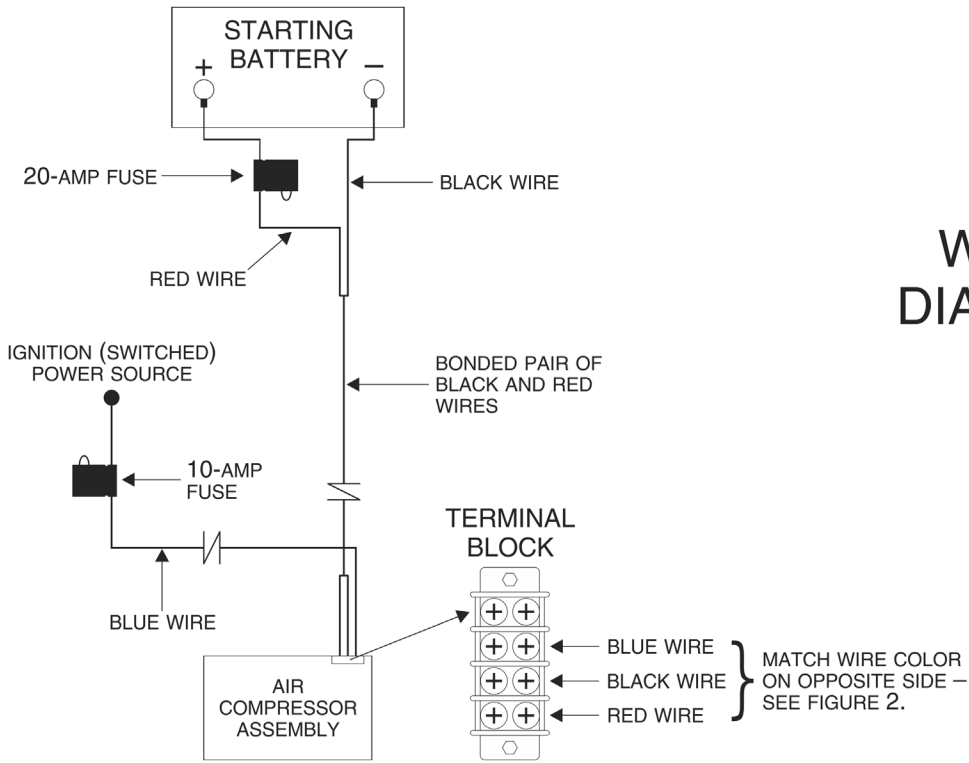 STARTING
BATTERY
+ −
20-AMP FUSE
BLACK WIRE
RED WIRE
W
DIA
IGNITION (SWITCHED)
POWER SOURCE
BONDED PAIR OF
BLACK AND RED
WIRES
10-AMP
FUSE
BLUE WIRE
TERMINAL
BLOCK
AIR
COMPRESSOR
ASSEMBLY
BLUE WIRE
BLACK WIRE
RED WIRE
MATCH WIRE COLOR
ON OPPOSITE SIDE –
SEE FIGURE 2.